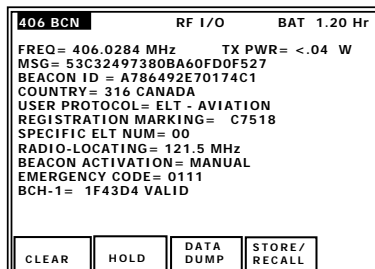 406 BCN RF I/O BAT 1.20 Hr
FREQ= 406.0284 MHz TX PWR= <.04 W
MSG= 53C32497380BA60FD0F527
BEACON ID = A786492E70174C1
COUNTRY= 316 CANADA
USER PROTOCOL= ELT - AVIATION
REGISTRATION MARKING= C7518
SPECIFIC ELT NUM= 00
RADIO-LOCATING= 121.5 MHz
BEACON ACTIVATION= MANUAL
EMERGENCY CODE= 0111
BCH-1= 1F43D4 VALID
CLEAR HOLD DATA DUMP STORE/ RECALL